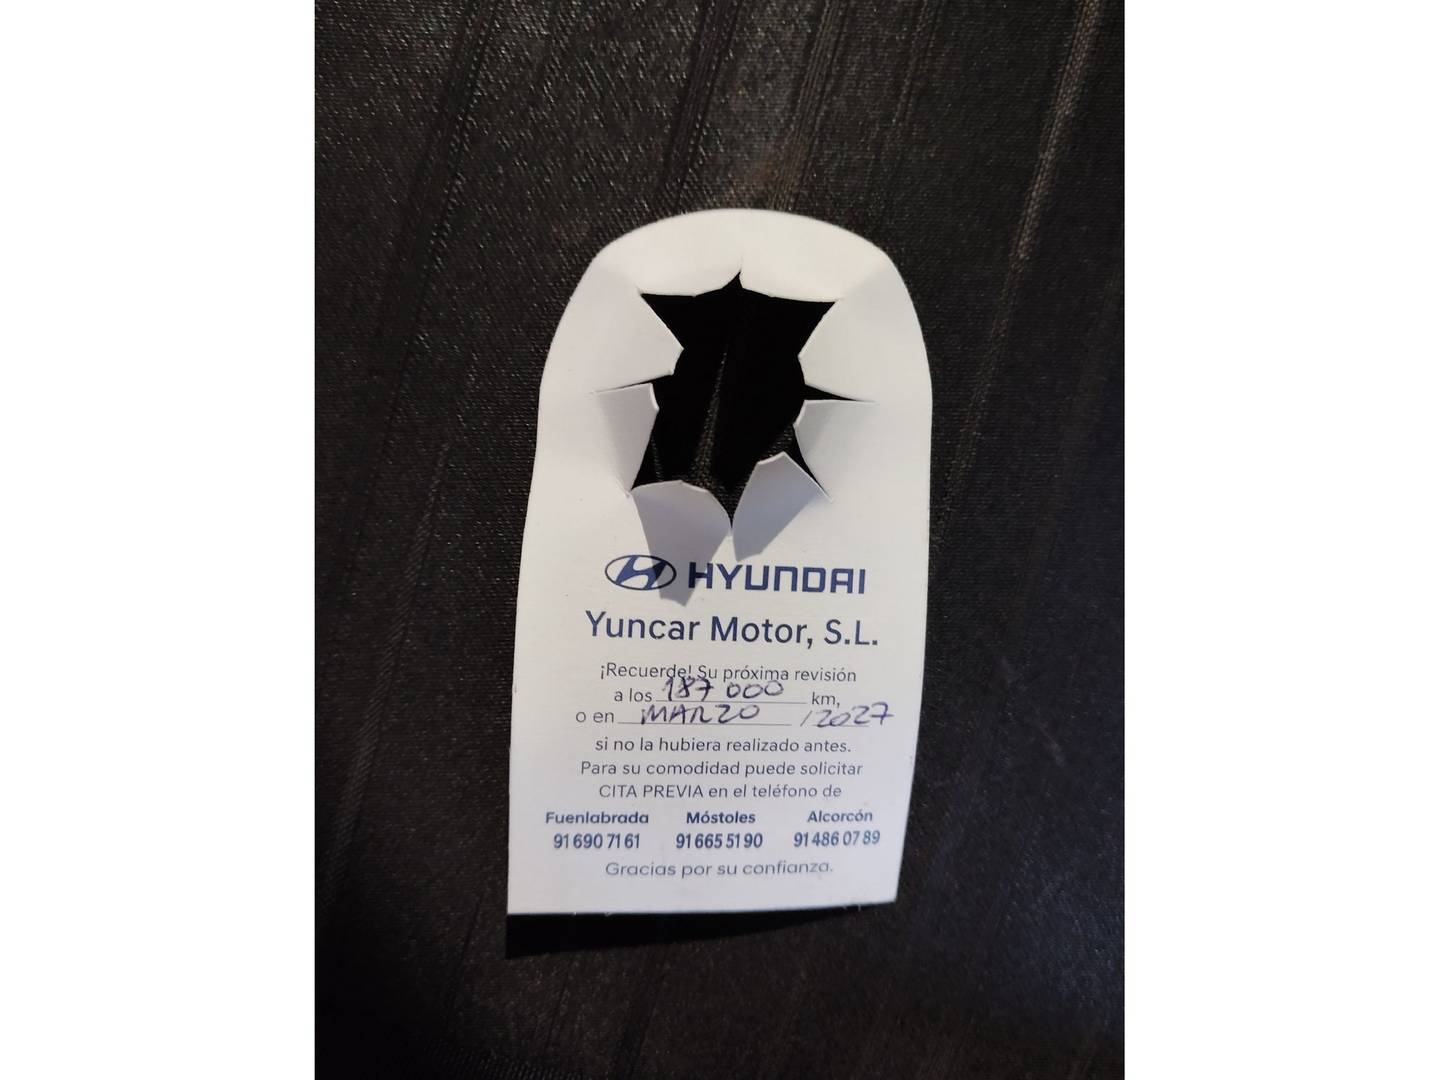 HYUNDAI
Yuncar Motor, S.L.
¡Recuerde! Su próxima revisión
a los 187 000 km,
o en MARZO / 2027
si no la hubiera realizado antes.
Para su comodidad puede solicitar
CITA PREVIA en el teléfono de
Fuenlabrada Móstoles Alcorcón
91 690 71 61 91 665 51 90 91 486 07 89
Gracias por su confianza.